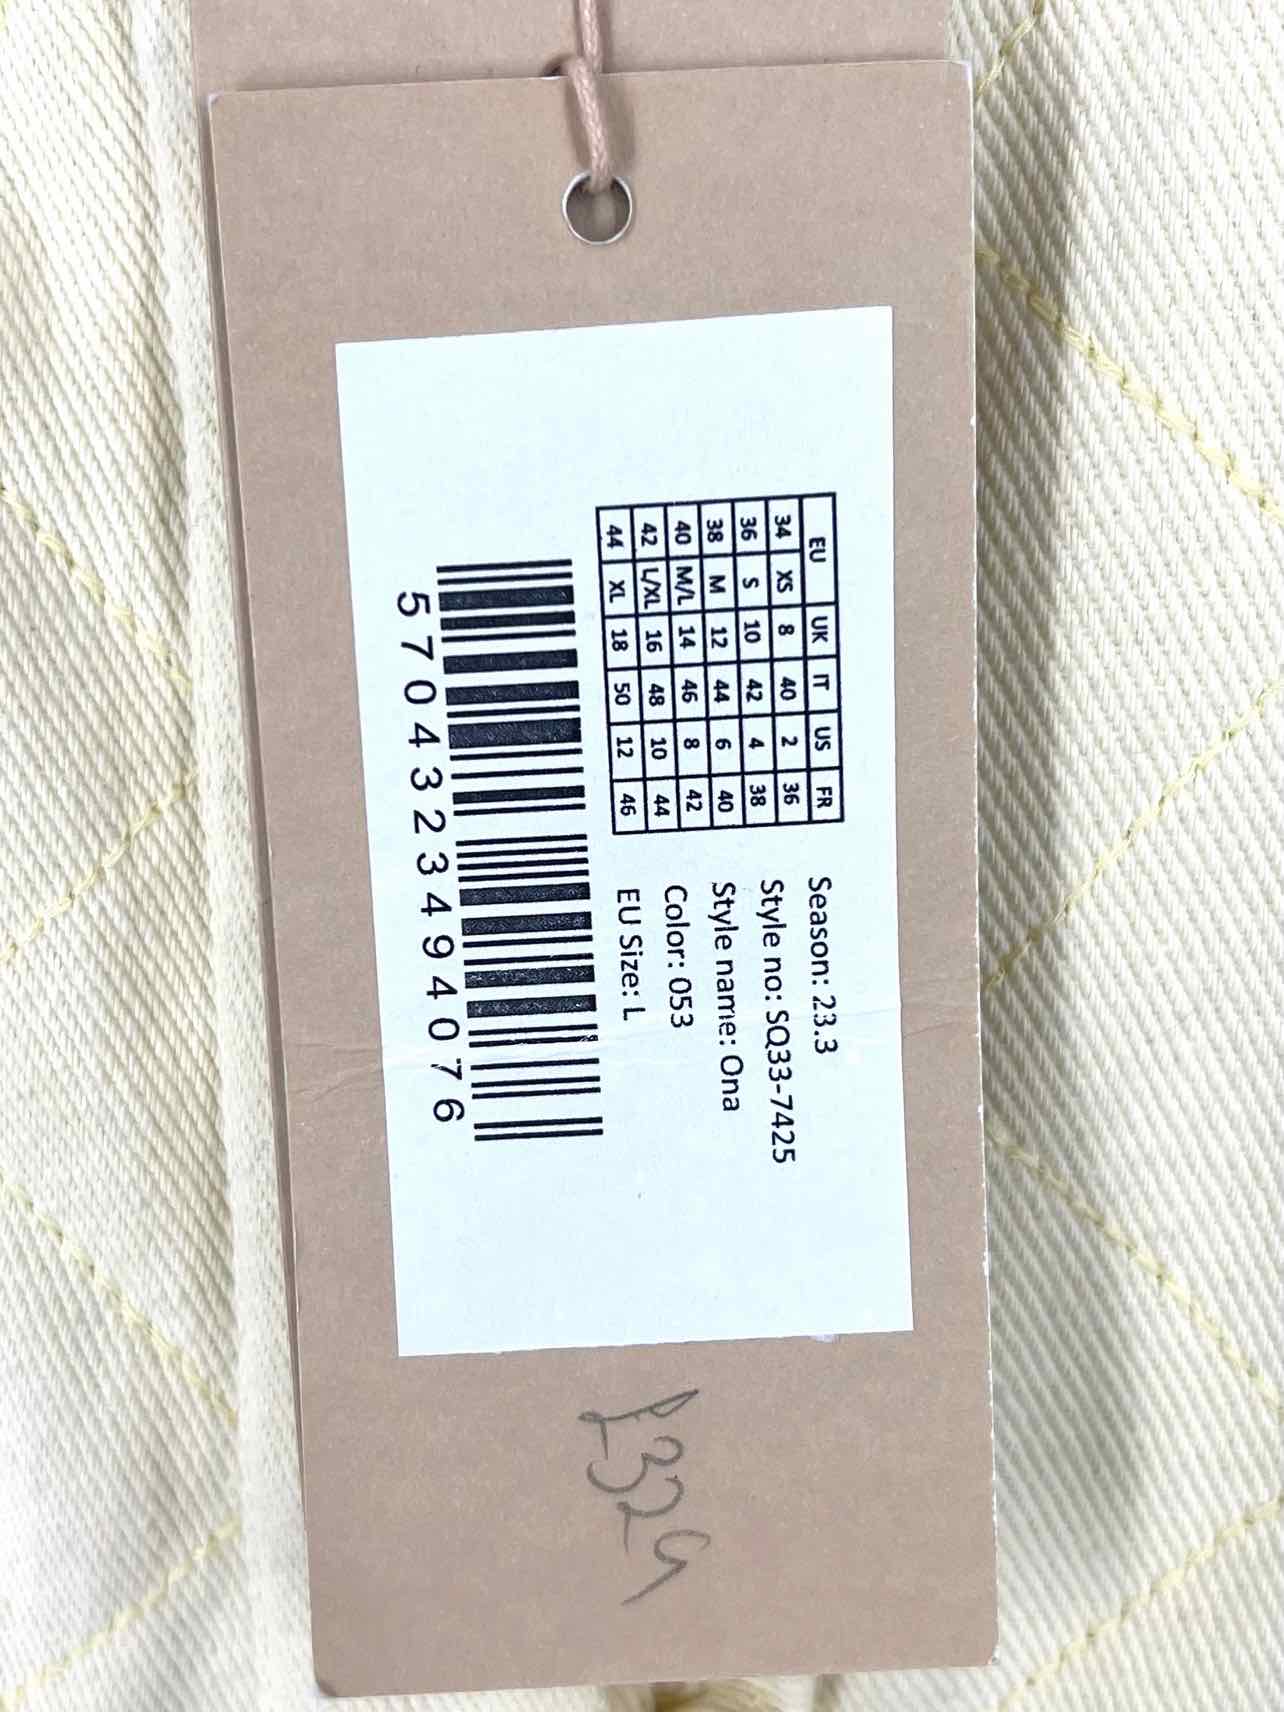 EU UK IT US FR
34 XS 8 40 2 36
36 S 10 42 4 38
38 M 12 44 6 40
40 M/L 14 46 8 42
42 L/XL 16 48 10 44
44 XL 18 50 12 46
Season: 23.3
Style no: SQ33-7425
Style name: Ona
Color: 053
EU Size: L
5704323494076
£329